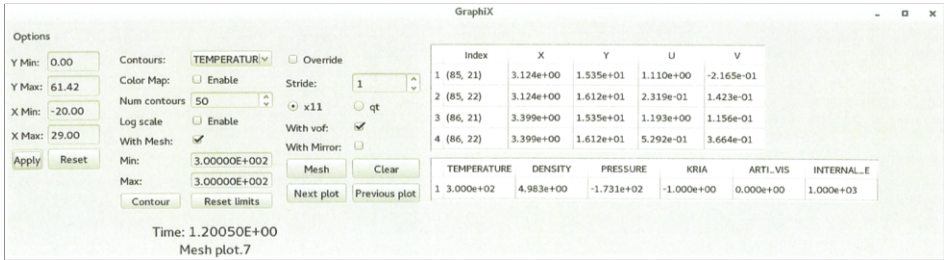 GraphiX
Options
Y Min: 0.00
Y Max: 61.42
X Min: -20.00
X Max: 29.00
Apply Reset
Contours: TEMPERATUR
Color Map: Enable
Num contours 50
Log scale Enable
With Mesh:
Min: 3.00000E+002
Max: 3.00000E+002
Contour Reset limits
Override
Stride: 1
x11 qt
With vof:
With Mirror:
Mesh Clear
Next plot Previous plot
Index X Y U V
1 (85, 21) 3.124e+00 1.535e+01 1.110e+00 -2.165e-01
2 (85, 22) 3.124e+00 1.612e+01 2.319e-01 1.423e-01
3 (86, 21) 3.399e+00 1.535e+01 1.193e+00 1.156e-01
4 (86, 22) 3.399e+00 1.612e+01 5.292e-01 3.664e-01
TEMPERATURE DENSITY PRESSURE KRIA ARTI_VIS INTERNAL_E
1 3.000e+02 4.983e+00 -1.731e+02 -1.000e+00 0.000e+00 1.000e+03
Time: 1.20050E+00
Mesh plot.7